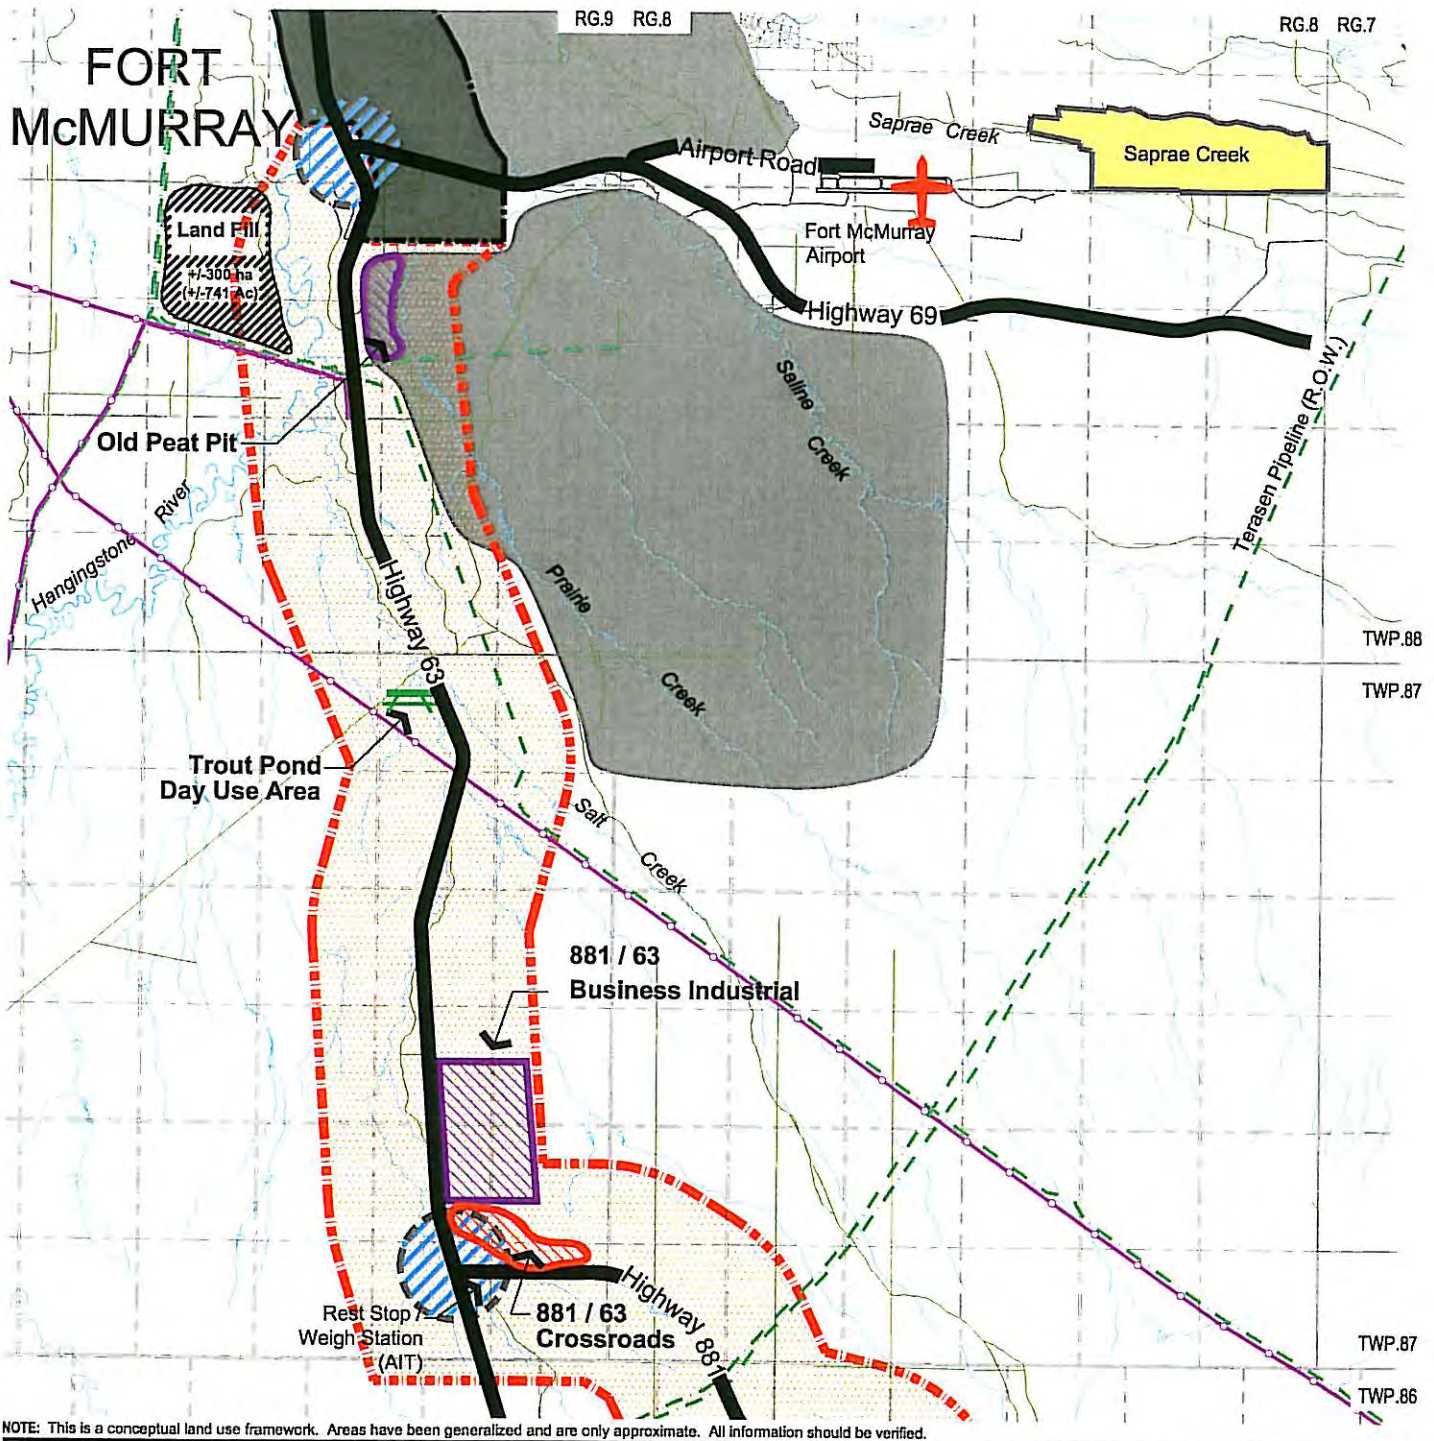 RG.9 RG.8
RG.8 RG.7
FORT
McMURRAY
Saprae Creek
Airport Road
Saprae Creek
Land Fill
+/-300 ha
(+/-741 Ac)
Fort McMurray
Airport
Highway 69
Saline
Creek
Terasen Pipeline (R.O.W.)
Old Peat Pit
River
Hangingstone
Highway 63
Prairie
Creek
TWP.88
TWP.87
Trout Pond
Day Use Area
Salt
Creek
881 / 63
Business Industrial
Highway 881
Rest Stop /
Weigh Station
(AIT)
881 / 63
Crossroads
TWP.87
TWP.86
NOTE: This is a conceptual land use framework. Areas have been generalized and are only approximate. All information should be verified.